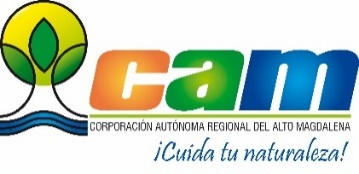 cam
CORPORACIÓN AUTÓNOMA REGIONAL DEL ALTO MAGDALENA
¡Cuida tu naturaleza!